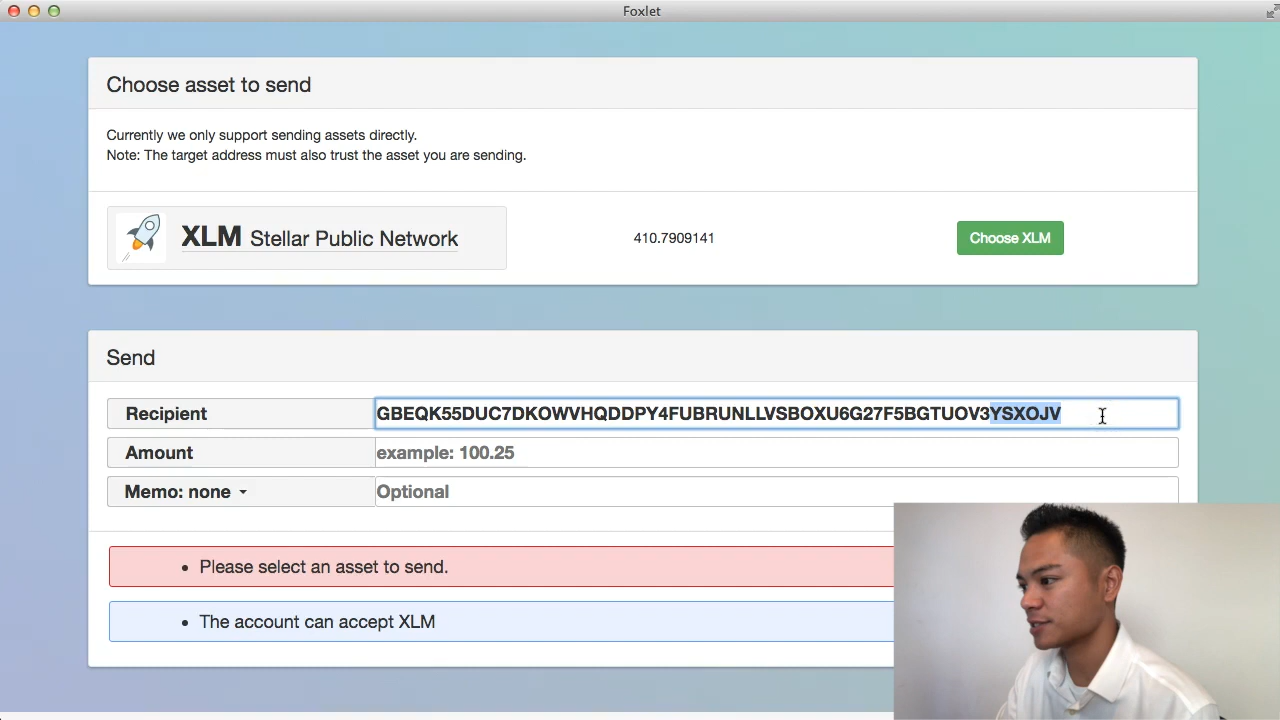 Foxlet
Choose asset to send
Currently we only support sending assets directly.
Note: The target address must also trust the asset you are sending.
XLM Stellar Public Network
410.7909141
Choose XLM
Send
Recipient
GBEQK55DUC7DKOWVHQDDPY4FUBRUNLLVSBOXU6G27F5BGTUOV3YSXOJV
Amount
example: 100.25
Memo: none
Optional
Please select an asset to send.
The account can accept XLM